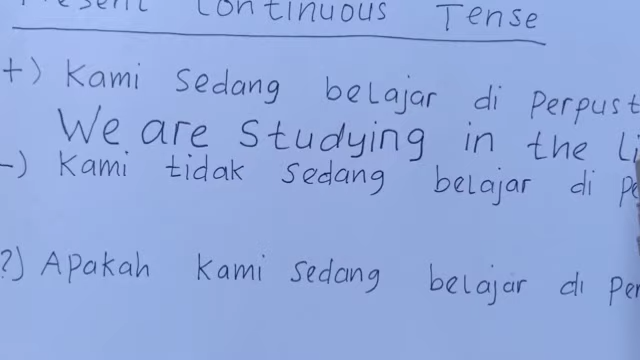 Present Continuous Tense
+) Kami sedang belajar di Perpust
We are studying in the Li
-) Kami tidak sedang belajar di Pe
?) Apakah kami sedang belajar di Per